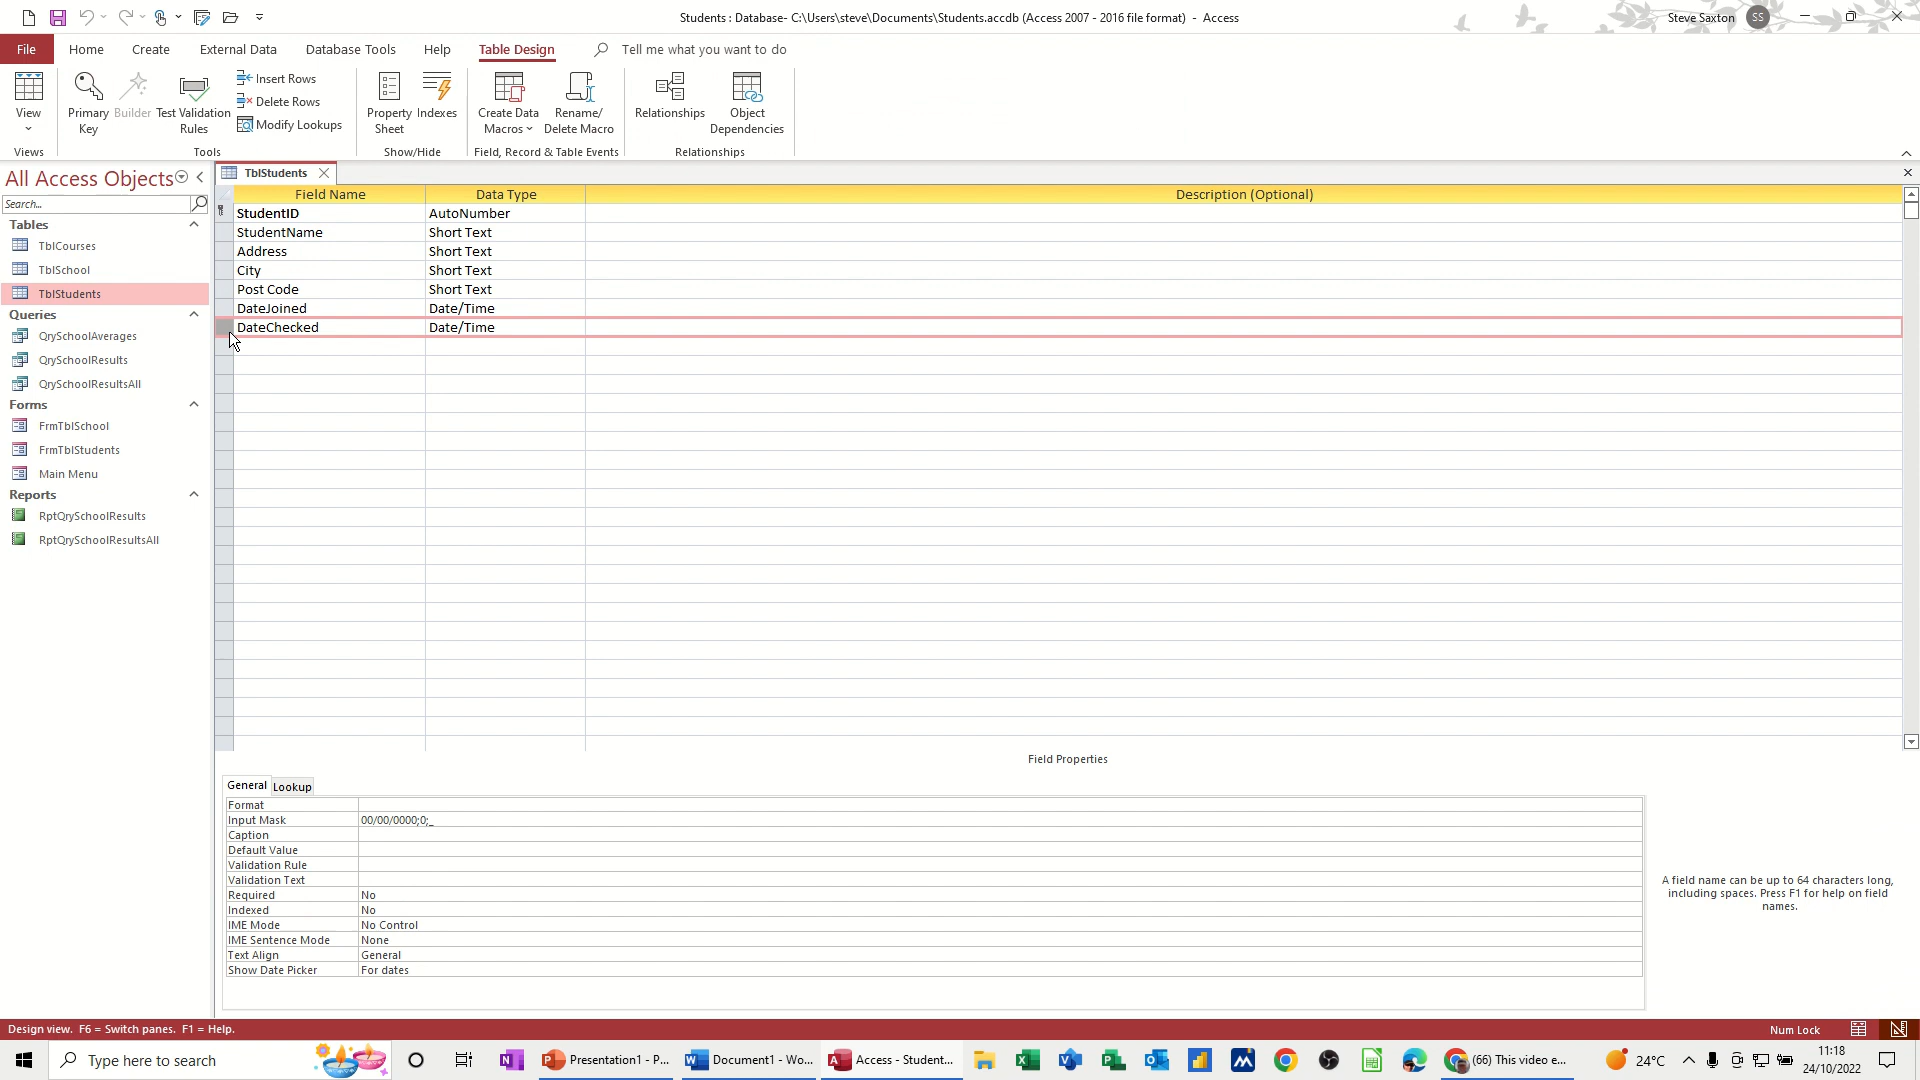 Students : Database- C:\Users\steve\Documents\Students.accdb (Access 2007 - 2016 file format)  -  Access
Steve Saxton
SS
File
Home
Create
External Data
Database Tools
Help
Table Design
Tell me what you want to do
View
Primary Key
Builder
Test Validation Rules
Insert Rows
Delete Rows
Modify Lookups
Property Sheet
Indexes
Create Data Macros
Rename/ Delete Macro
Relationships
Object Dependencies
Views
Tools
Show/Hide
Field, Record & Table Events
Relationships
All Access Objects
Search...
Tables
TblCourses
TblSchool
TblStudents
Queries
QrySchoolAverages
QrySchoolResults
QrySchoolResultsAll
Forms
FrmTblSchool
FrmTblStudents
Main Menu
Reports
RptQrySchoolResults
RptQrySchoolResultsAll
TblStudents
Field Name Data Type Description (Optional)
StudentID AutoNumber
StudentName Short Text
Address Short Text
City Short Text
Post Code Short Text
DateJoined Date/Time
DateChecked Date/Time
Field Properties
General Lookup
Format
Input Mask 00/00/0000;0;_
Caption
Default Value
Validation Rule
Validation Text
Required No
Indexed No
IME Mode No Control
IME Sentence Mode None
Text Align General
Show Date Picker For dates
A field name can be up to 64 characters long,
including spaces. Press F1 for help on field
names.
Design view.  F6 = Switch panes.  F1 = Help.
Num Lock
Type here to search
Presentation1 - P...
Document1 - Wo...
Access - Student...
(66) This video e...
24°C
11:18
24/10/2022